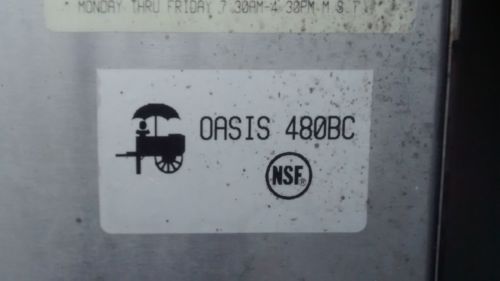 MONDAY THRU FRIDAY 7 30AM-4 30PM M S T
OASIS 480BC
NSF®